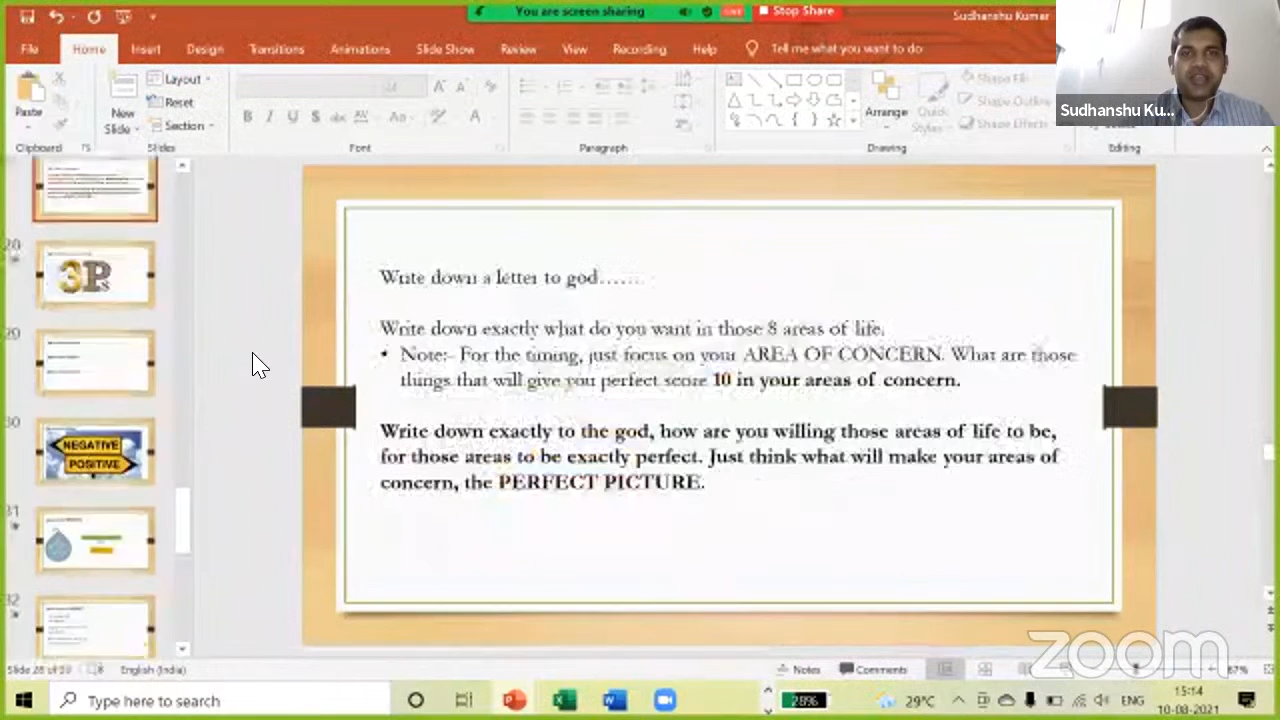 You are screen sharing
LIVE
Stop Share
Sudhanshu Kumar
File
Home
Insert
Design
Transitions
Animations
Slide Show
Review
View
Recording
Help
Tell me what you want to do
Sudhanshu Ku...
Paste
New
Slide
Layout
Reset
Section
Arrange
Quick
Styles
Shape Fill
Shape Outline
Shape Effects
Clipboard
Slides
Font
Paragraph
Drawing
Editing
3Ps
30
NEGATIVE
POSITIVE
32
Write down a letter to god.......
Write down exactly what do you want in those 8 areas of life.
• Note:- For the timing, just focus on your AREA OF CONCERN. What are those
things that will give you perfect score 10 in your areas of concern.
Write down exactly to the god, how are you willing those areas of life to be,
for those areas to be exactly perfect. Just think what will make your areas of
concern, the PERFECT PICTURE.
English (India)
Notes
Comments
zoom
Type here to search
28%
29°C
ENG
15:14
10-08-2021